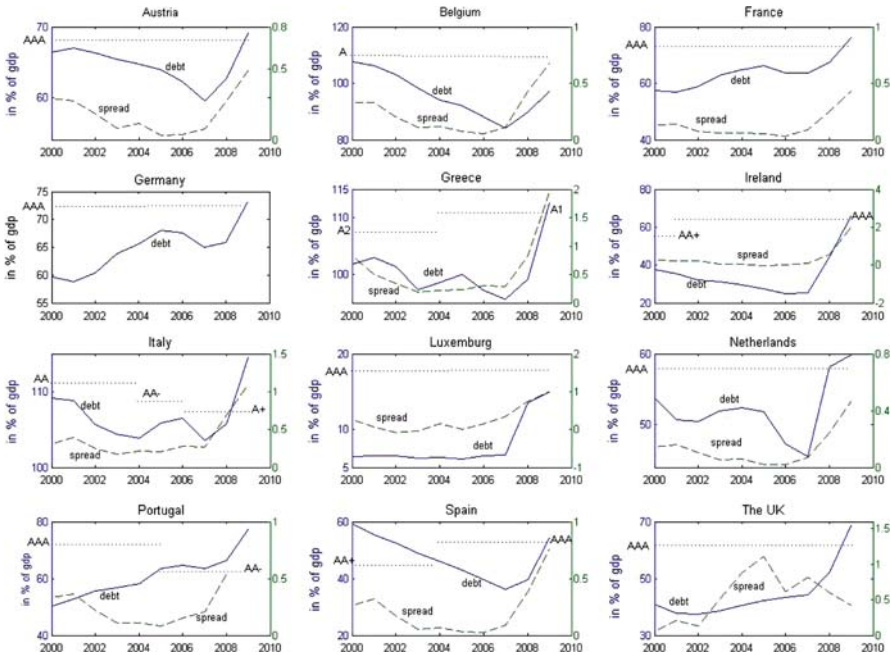 Austria
Belgium
France
in % of gdp
70
60
AAA
debt
spread
0.8
0.5
0
2000 2002 2004 2006 2008 2010
120
100
80
A
debt
spread
1
0.5
0
2000 2002 2004 2006 2008 2010
in % of gdp
80
60
40
AAA
debt
spread
1
0.5
0
2000 2002 2004 2006 2008 2010
Germany
Greece
Ireland
in % of gdp
75
70
65
60
55
AAA
debt
2000 2002 2004 2006 2008 2010
in % of gdp
115
100
A2
A1
debt
spread
2
1.5
1
0.5
0
2000 2002 2004 2006 2008 2010
in % of gdp
80
60
40
20
AA+
AAA
spread
debt
4
2
0
-2
2000 2002 2004 2006 2008 2010
Italy
Luxemburg
Netherlands
in % of gdp
110
100
AA
AA-
A+
debt
spread
1.5
1
0.5
0
2000 2002 2004 2006 2008 2010
in % of gdp
20
10
5
AAA
spread
debt
2
1
0
-1
2000 2002 2004 2006 2008 2010
in % of gdp
60
50
AAA
debt
spread
0.8
0.4
0
2000 2002 2004 2006 2008 2010
Portugal
Spain
The UK
in % of gdp
80
60
40
AAA
AA-
debt
spread
1
0.5
0
2000 2002 2004 2006 2008 2010
in % of gdp
60
40
20
AA+
AAA
debt
spread
1
0.5
0
2000 2002 2004 2006 2008 2010
in % of gdp
70
50
30
AAA
debt
spread
1.5
1
0.5
0
2000 2002 2004 2006 2008 2010